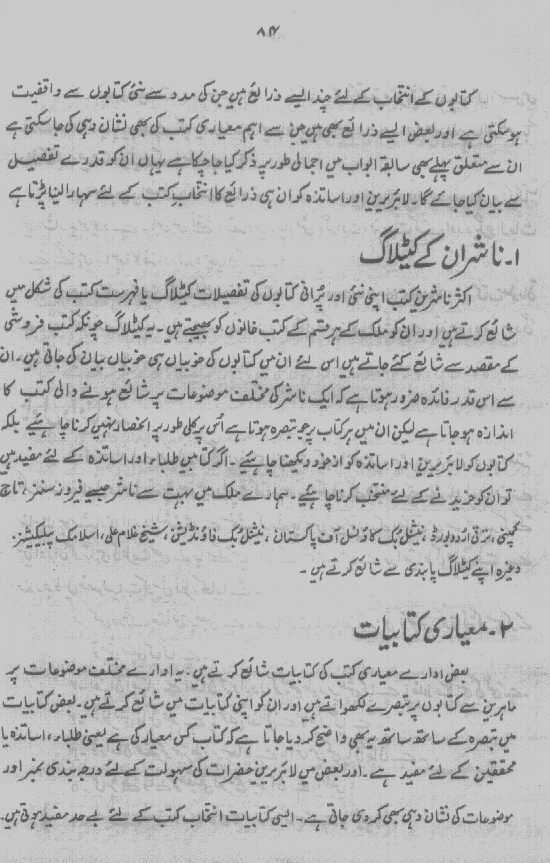 ۸۴
کتابوں کے انتخاب کے لئے چند ایسے ذرائع ہیں جن کی مدد سے نئی کتابوں سے واقفیت
ہو سکتی ہے اور بعض ایسے ذرائع بھی ہیں جن سے اہم معیاری کتب کی بھی نشان دہی کی جا سکتی ہے
ان سے متعلق پہلے بھی سابقہ ابواب میں اجمالی طور پر ذکر کیا جا چکا ہے یہاں ان کو قدرے تفصیل
سے بیان کیا جائے گا۔ لائبریرین اور اساتذہ کو ان ہی ذرائع کا انتخابِ کتب کے لئے سہارا لینا پڑتا ہے
۱۔ ناشران کے کیٹلاگ
اکثر ناشرین کتب اپنی نئی اور پرانی کتابوں کی تفصیلات کیٹلاگ یا فہرست کتب کی شکل میں
شائع کرتے ہیں اور ان کو ملک کے ہر قسم کے کتب خانوں کو بھیجتے ہیں۔ یہ کیٹلاگ چونکہ کتب فروشی
کے مقصد سے شائع کئے جاتے ہیں اس لئے ان میں کتابوں کی خوبیاں ہی خوبیاں بیان کی جاتی ہیں۔ ان
سے اس قدر فائدہ ضرور ہوتا ہے کہ ایک ناشر کی مختلف موضوعات پر شائع ہونے والی کتب کا
اندازہ ہو جاتا ہے لیکن ان میں ہر کتاب پر جو تبصرہ ہوتا ہے اُس پر کلی طور پر انحصار نہیں کرنا چاہئیے بلکہ
کتابوں کو لائبریرین اور اساتذہ کو از خود دیکھنا چاہئیے۔ اگر کتابیں طلباء اور اساتذہ کے لئے مفید ہیں
تو ان کو خریدنے کے لئے منتخب کرنا چاہئیے۔ ہمارے ملک میں بہت سے ناشر جیسے فیروز سنز، تاج
کمپنی، ترقی اردو بورڈ، نیشنل بک کاؤنسل آف پاکستان، نیشنل بک فاؤنڈیشن، شیخ غلام علی، اسلامک پبلیکیشنز
وغیرہ اپنے کیٹلاگ پابندی سے شائع کرتے ہیں۔
۲۔ معیاری کتابیات
بعض ادارے معیاری کتب کی کتابیات شائع کرتے ہیں۔ یہ ادارے مختلف موضوعات پر
ماہرین سے کتابوں پر تبصرے لکھواتے ہیں اور ان کو اپنی کتابیات میں شائع کرتے ہیں۔ بعض کتابیات
میں تبصرہ کے ساتھ ساتھ یہ بھی واضح کر دیا جاتا ہے کہ کتاب کس معیار کی ہے یعنی طلباء، اساتذہ یا
محققین کے لئے مفید ہے۔ اور بعض میں لائبریرین حضرات کی سہولت کے لئے درجہ بندی نمبر اور
موضوعات کی نشان دہی بھی کر دی جاتی ہے۔ ایسی کتابیات انتخاب کتب کے لئے بے حد مفید ہوتی ہیں۔